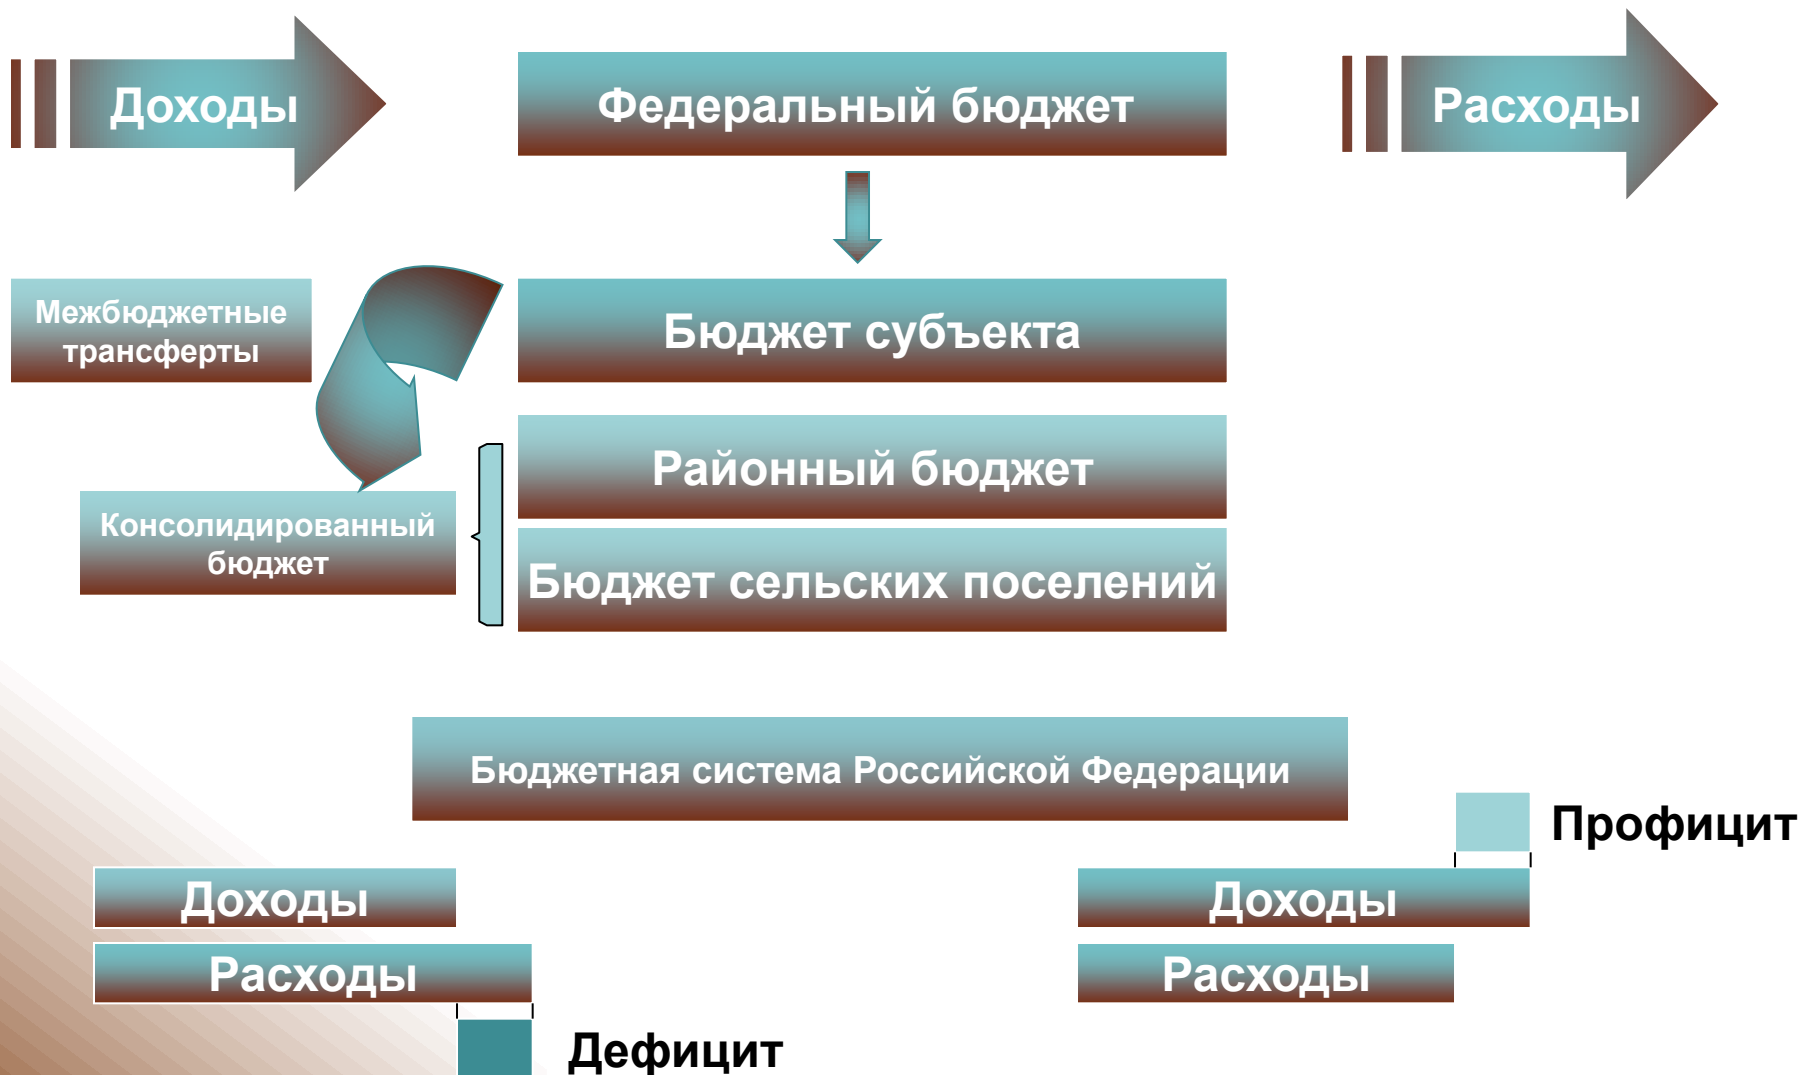 Доходы
Федеральный бюджет
Расходы
Межбюджетные
трансферты
Бюджет субъекта
Районный бюджет
Консолидированный
бюджет
Бюджет сельских поселений
Бюджетная система Российской Федерации
Профицит
Доходы
Доходы
Расходы
Расходы
Дефицит